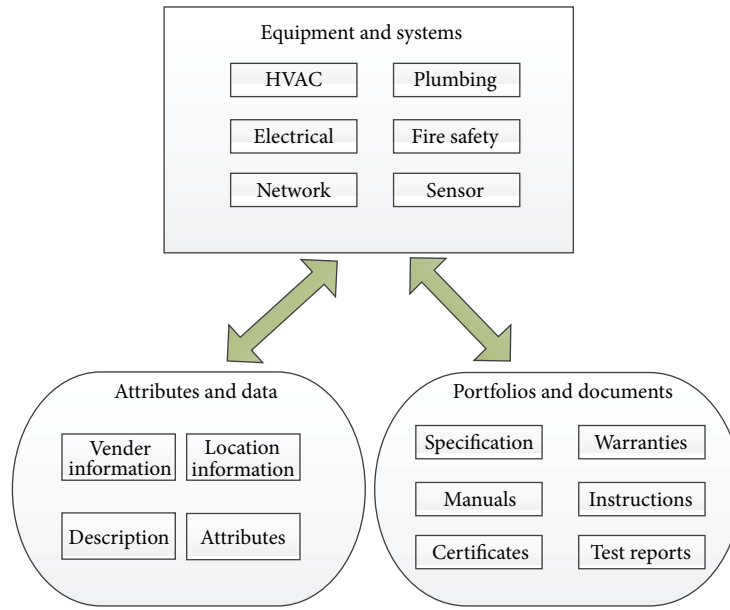 Equipment and systems
HVAC
Plumbing
Electrical
Fire safety
Network
Sensor
Attributes and data
Vender
information
Location
information
Description
Attributes
Portfolios and documents
Specification
Warranties
Manuals
Instructions
Certificates
Test reports